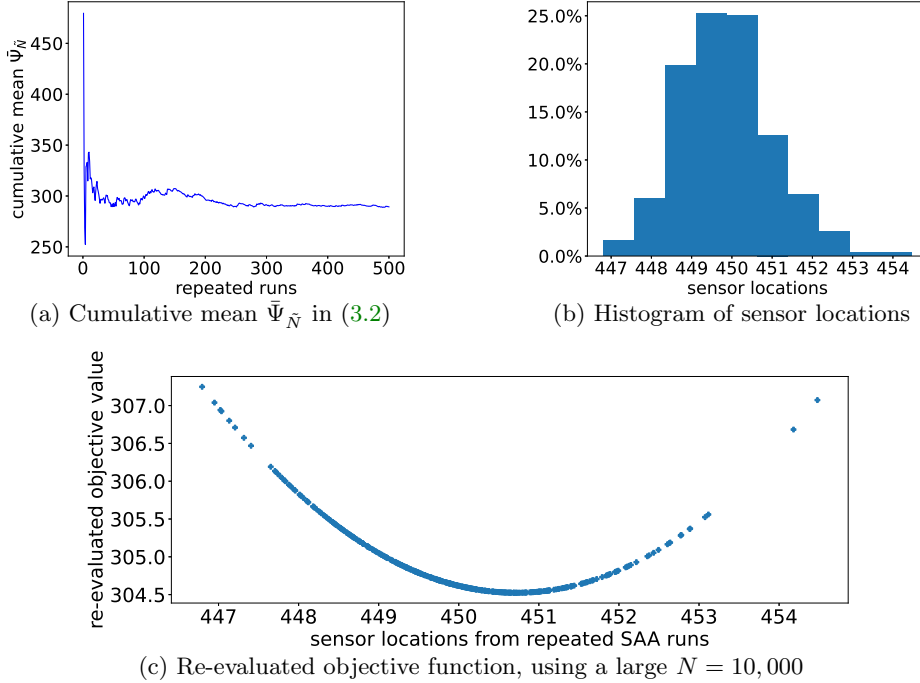 450
400
350
300
250
cumulative mean Ψ̄_Ñ
0 100 200 300 400 500
repeated runs
(a) Cumulative mean Ψ̄_Ñ in (3.2)
25.0%
20.0%
15.0%
10.0%
5.0%
0.0%
447 448 449 450 451 452 453 454
sensor locations
(b) Histogram of sensor locations
re-evaluated objective value
307.0
306.5
306.0
305.5
305.0
304.5
447 448 449 450 451 452 453 454
sensor locations from repeated SAA runs
(c) Re-evaluated objective function, using a large N = 10, 000